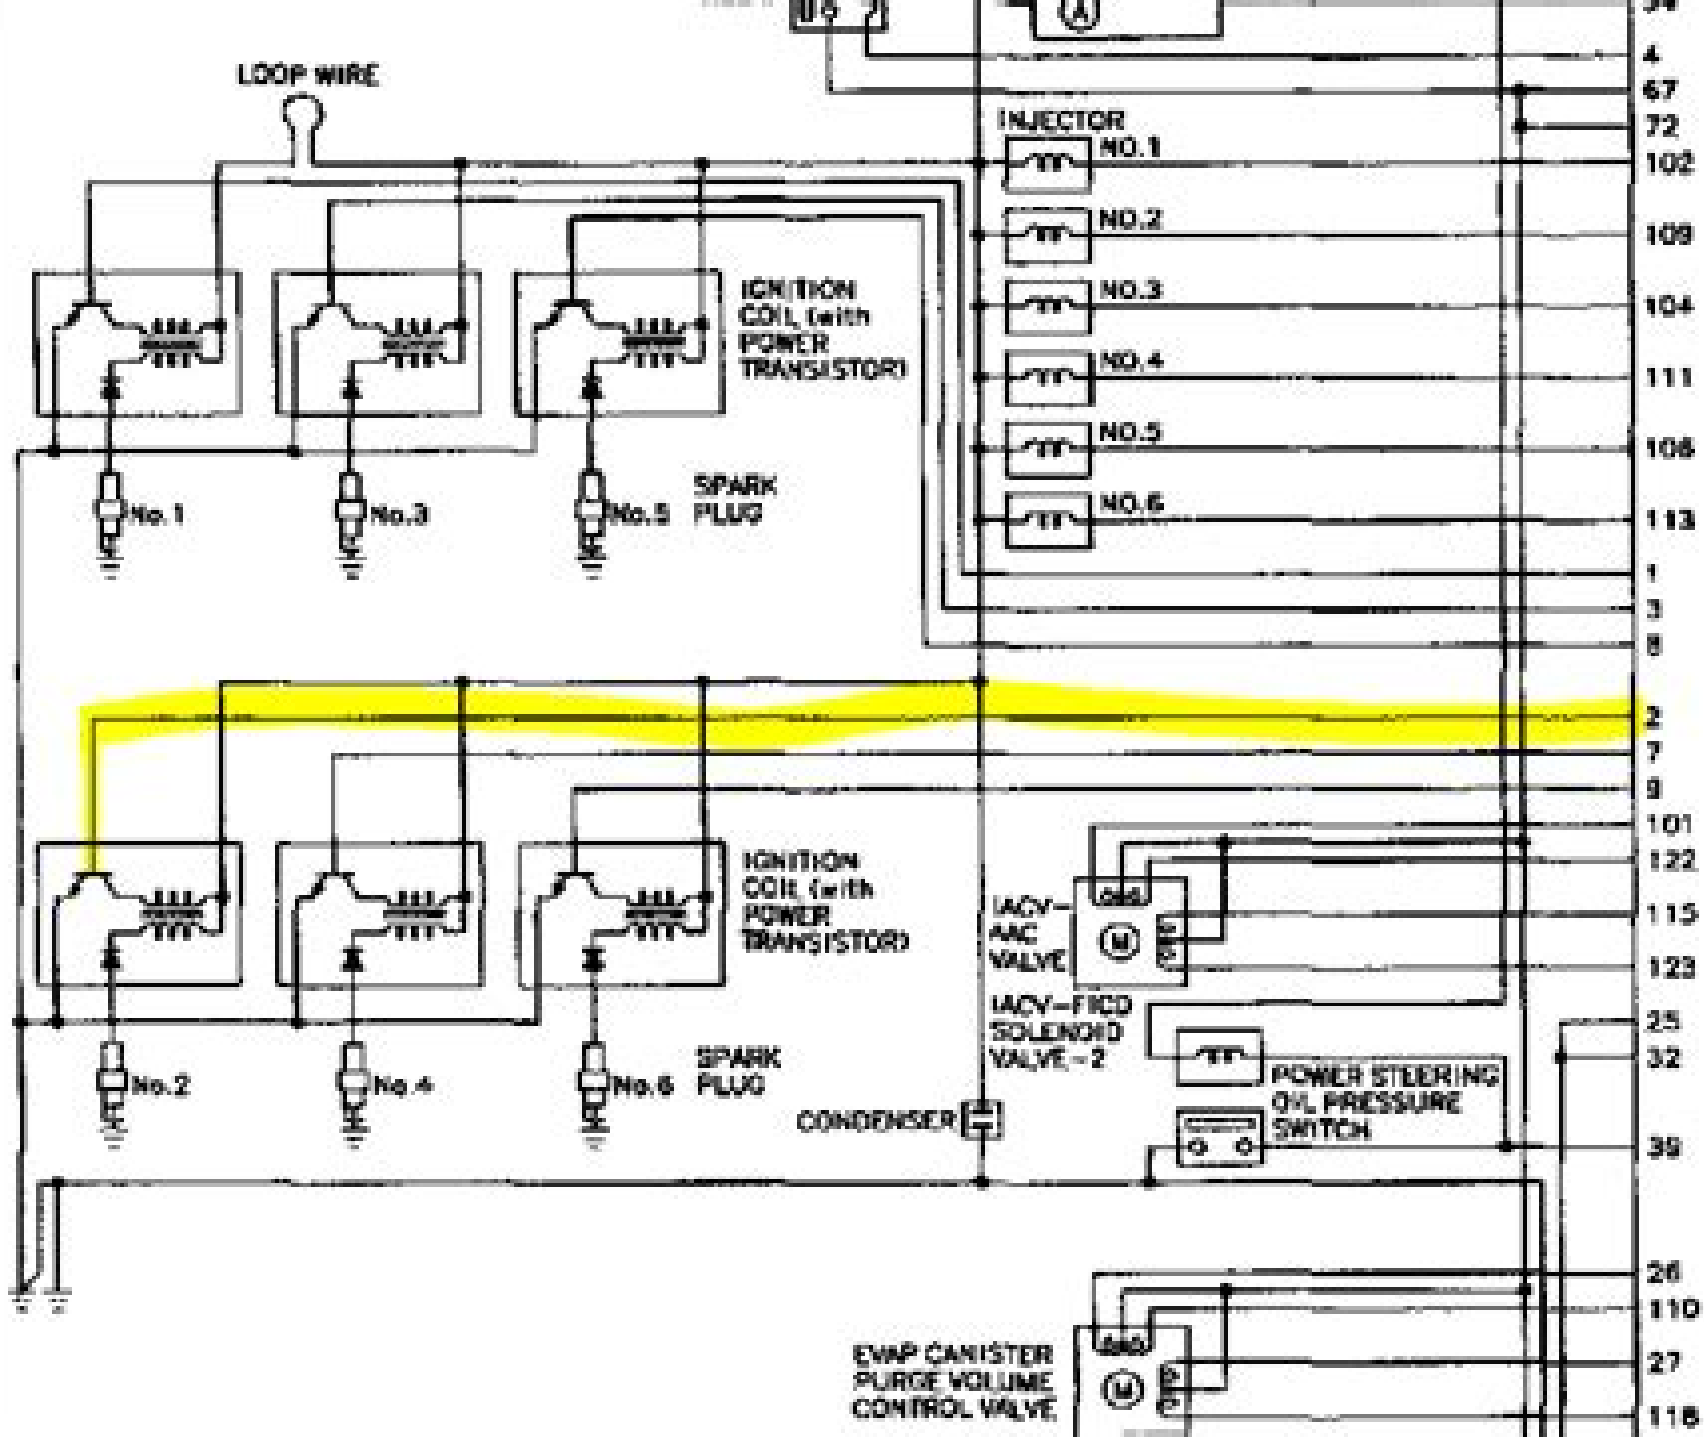 4
67
LOOP WIRE
72
INJECTOR
NO.1
102
NO.2
109
NO.3
104
IGNITION
COIL (with
POWER
TRANSISTOR)
NO.4
111
NO.5
NO.6
113
SPARK
PLUG
No.1
No.3
No.5
1
3
2
7
9
101
122
IGNITION
COIL (with
POWER
TRANSISTOR)
IACV-
AAC
VALVE
M
115
123
IACV-FICD
SOLENOID
VALVE-2
25
32
SPARK
PLUG
No.2
No.4
No.6
POWER STEERING
OIL PRESSURE
SWITCH
CONDENSER
39
26
110
EVAP CANISTER
PURGE VOLUME
CONTROL VALVE
M
27
A